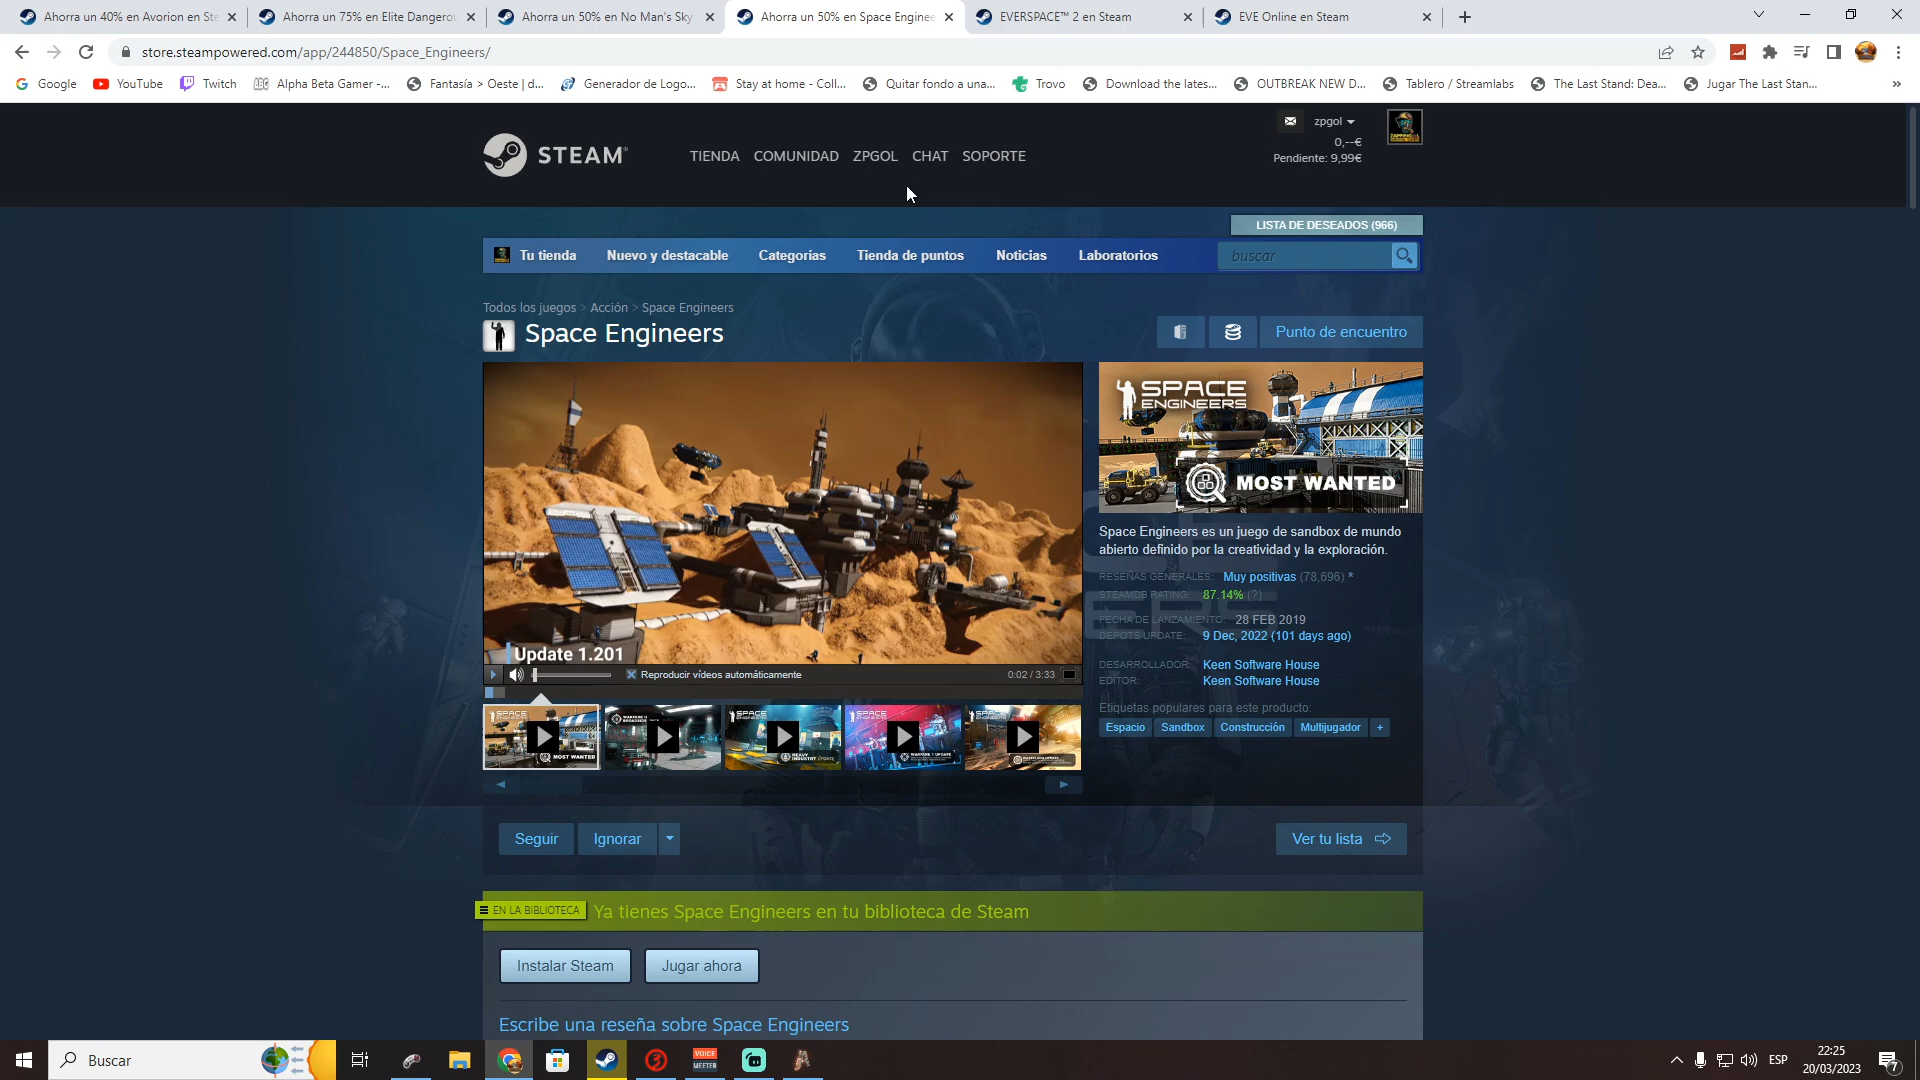 Ahorra un 40% en Avorion en Ste
Ahorra un 75% en Elite Dangerou
Ahorra un 50% en No Man's Sky
Ahorra un 50% en Space Enginee
EVERSPACE™ 2 en Steam
EVE Online en Steam
store.steampowered.com/app/244850/Space_Engineers/
Google
YouTube
Twitch
Alpha Beta Gamer -...
Fantasía > Oeste | d...
Generador de Logo...
Stay at home - Coll...
Quitar fondo a una...
Trovo
Download the lates...
OUTBREAK NEW D...
Tablero / Streamlabs
The Last Stand: Dea...
Jugar The Last Stan...
»
STEAM
TIENDA
COMUNIDAD
ZPGOL
CHAT
SOPORTE
zpgol
0,--€
Pendiente: 9,99€
LISTA DE DESEADOS (966)
Tu tienda
Nuevo y destacable
Categorías
Tienda de puntos
Noticias
Laboratorios
buscar
Todos los juegos > Acción > Space Engineers
Space Engineers
Punto de encuentro
Update 1.201
Reproducir vídeos automáticamente
0:02 / 3:33
SPACE
ENGINEERS
MOST WANTED
Space Engineers es un juego de sandbox de mundo
abierto definido por la creatividad y la exploración.
RESEÑAS GENERALES: Muy positivas (78,696) *
STEAMDB RATING: 87.14% (?)
FECHA DE LANZAMIENTO: 28 FEB 2019
DEPOTS UPDATE: 9 Dec, 2022 (101 days ago)
DESARROLLADOR: Keen Software House
EDITOR: Keen Software House
Etiquetas populares para este producto:
Espacio
Sandbox
Construcción
Multijugador
+
Seguir
Ignorar
Ver tu lista
EN LA BIBLIOTECA
Ya tienes Space Engineers en tu biblioteca de Steam
Instalar Steam
Jugar ahora
Escribe una reseña sobre Space Engineers
Buscar
VOICE
MEETER
ESP
22:25
20/03/2023
7